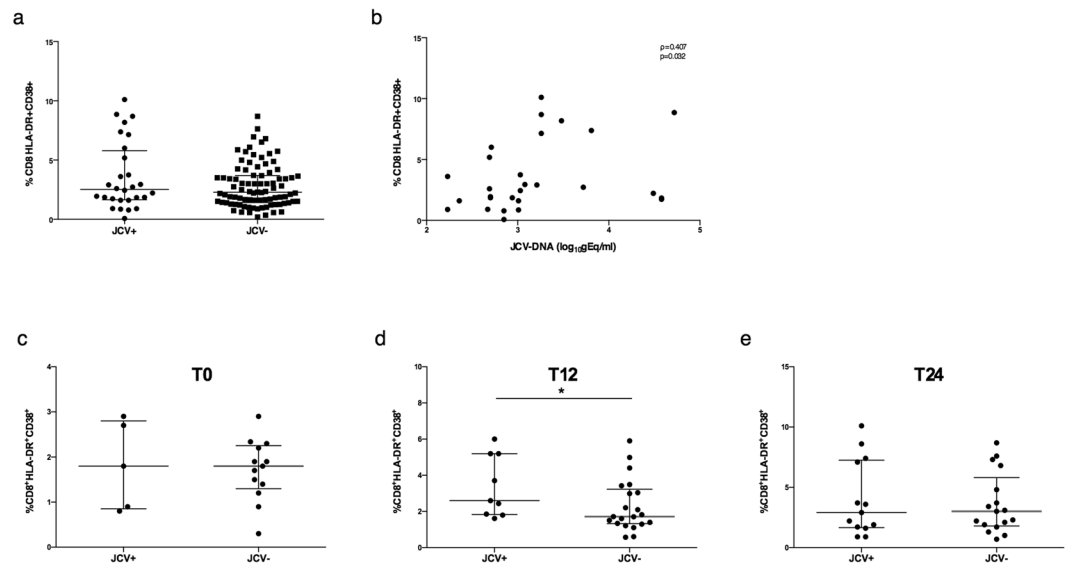 a
15
10
5
0
% CD8 HLA-DR+CD38+
JCV+
JCV-
b
15
10
5
0
% CD8 HLA-DR+CD38+
ρ=0.407
p=0.032
2
3
4
5
JCV-DNA (log₁₀gEq/ml)
c
T0
4
3
2
1
0
%CD8⁺HLA-DR⁺CD38⁺
JCV+
JCV-
d
T12
*
10
8
6
4
2
0
%CD8⁺HLA-DR⁺CD38⁺
JCV+
JCV-
e
T24
15
10
5
0
%CD8⁺HLA-DR⁺CD38⁺
JCV+
JCV-